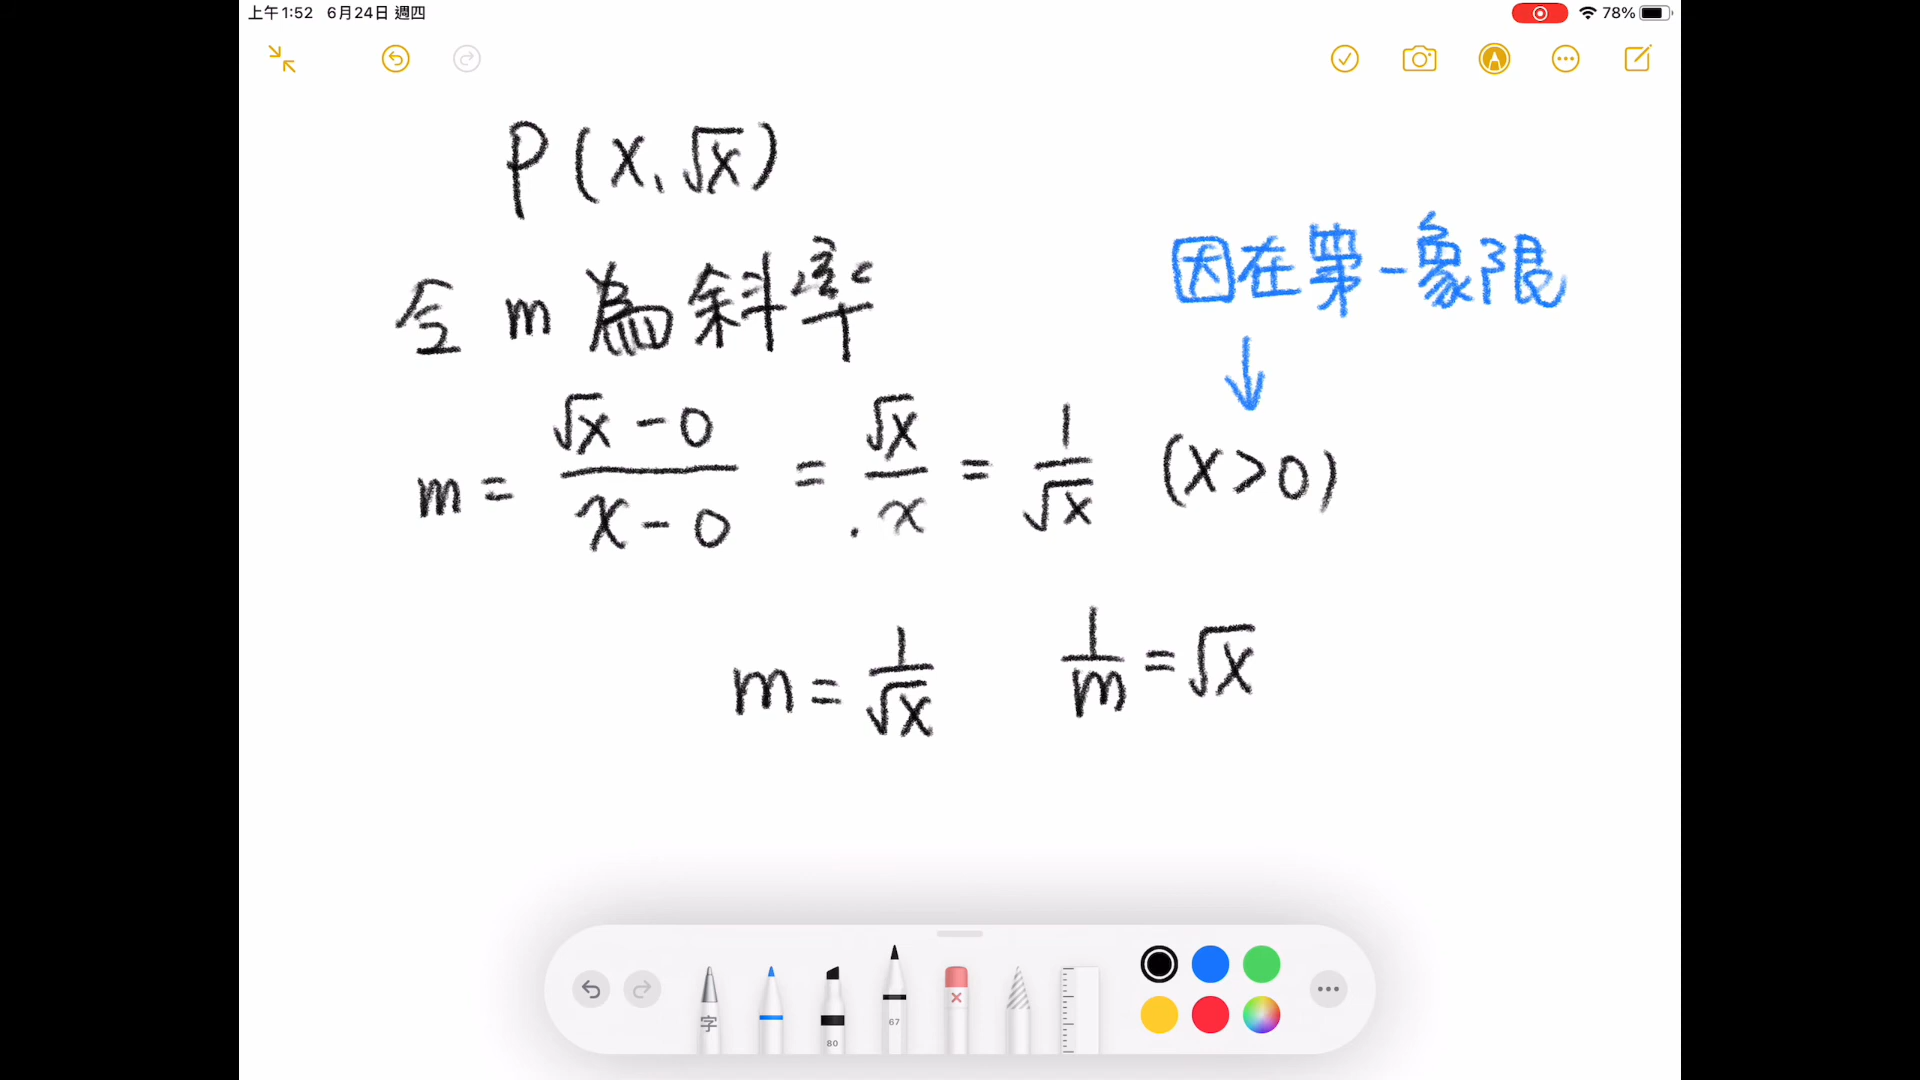 上午1:52 6月24日 週四
78%
P(x、√x)
令 m 為斜率
因在第一象限
↓
m = (√x - 0)/(x - 0) = √x/x = 1/√x (x>0)
m = 1/√x 1/m = √x
字
80
67